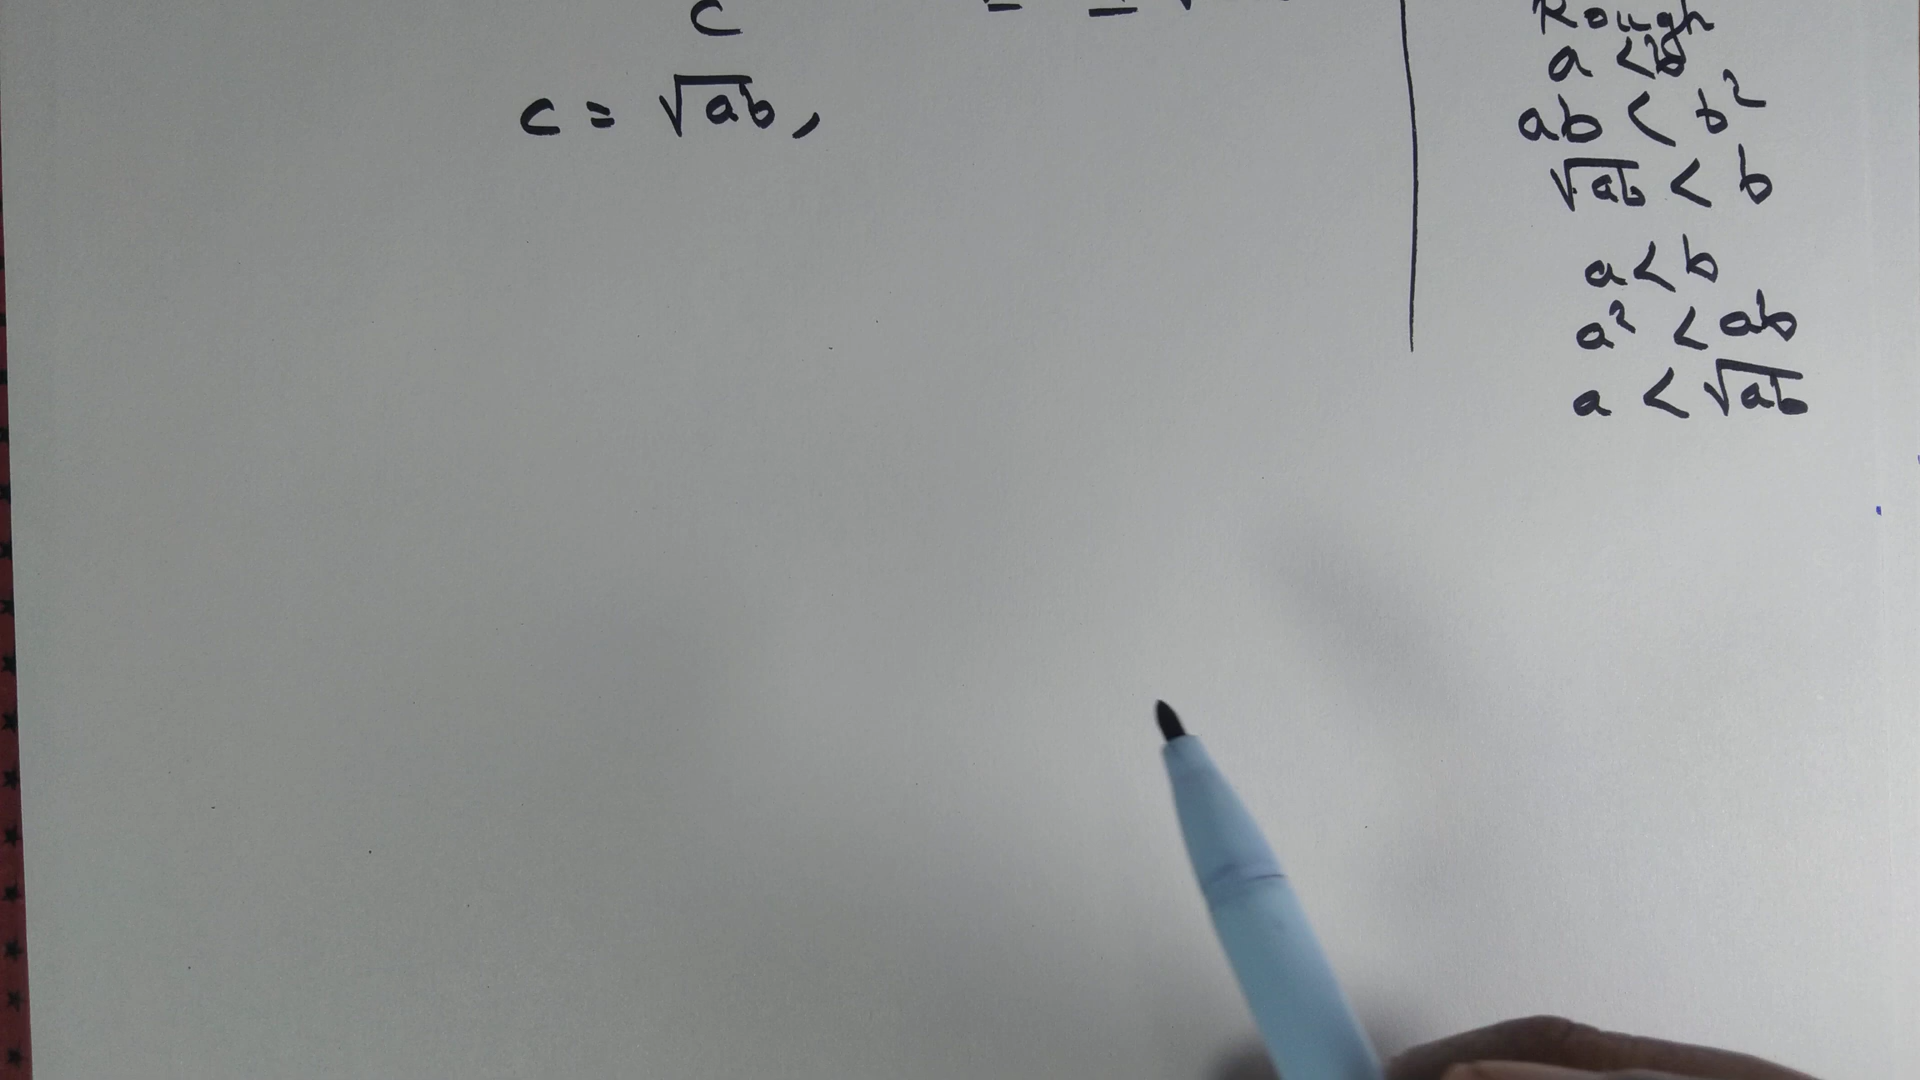 c
c = √ab,
Rough
a < b
ab < b²
√ab < b
a < b
a² < ab
a < √ab